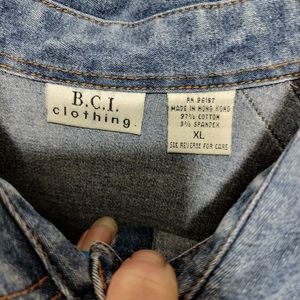 B.C.I.
clothing.
RN 96197
MADE IN HONG KONG
97% COTTON
3% SPANDEX
XL
SEE REVERSE FOR CARE